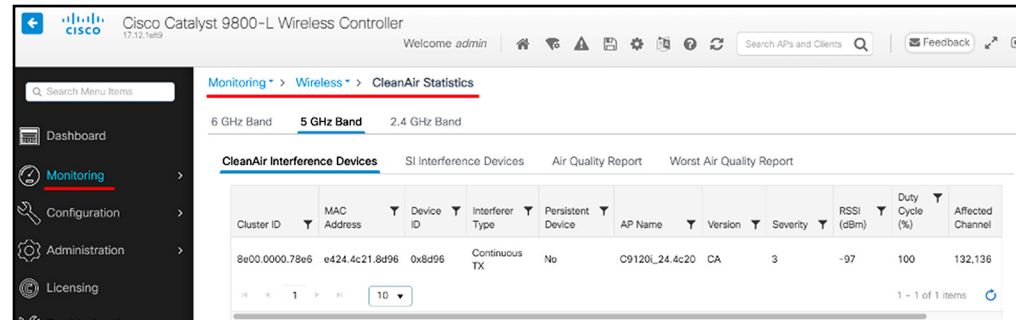 CISCO
Cisco Catalyst 9800-L Wireless Controller
17.12.1eft9
Welcome admin
Search APs and Clients
Feedback
Search Menu Items
Dashboard
Monitoring
Configuration
Administration
Licensing
Monitoring > Wireless > CleanAir Statistics
6 GHz Band 5 GHz Band 2.4 GHz Band
CleanAir Interference Devices SI Interference Devices Air Quality Report Worst Air Quality Report
Cluster ID MAC Address Device ID Interferer Type Persistent Device AP Name Version Severity RSSI (dBm) Duty Cycle (%) Affected Channel
8e00.0000.78e6 e424.4c21.8d96 0x8d96 Continuous TX No C9120i_24.4c20 CA 3 -97 100 132,136
1 10 1 - 1 of 1 items